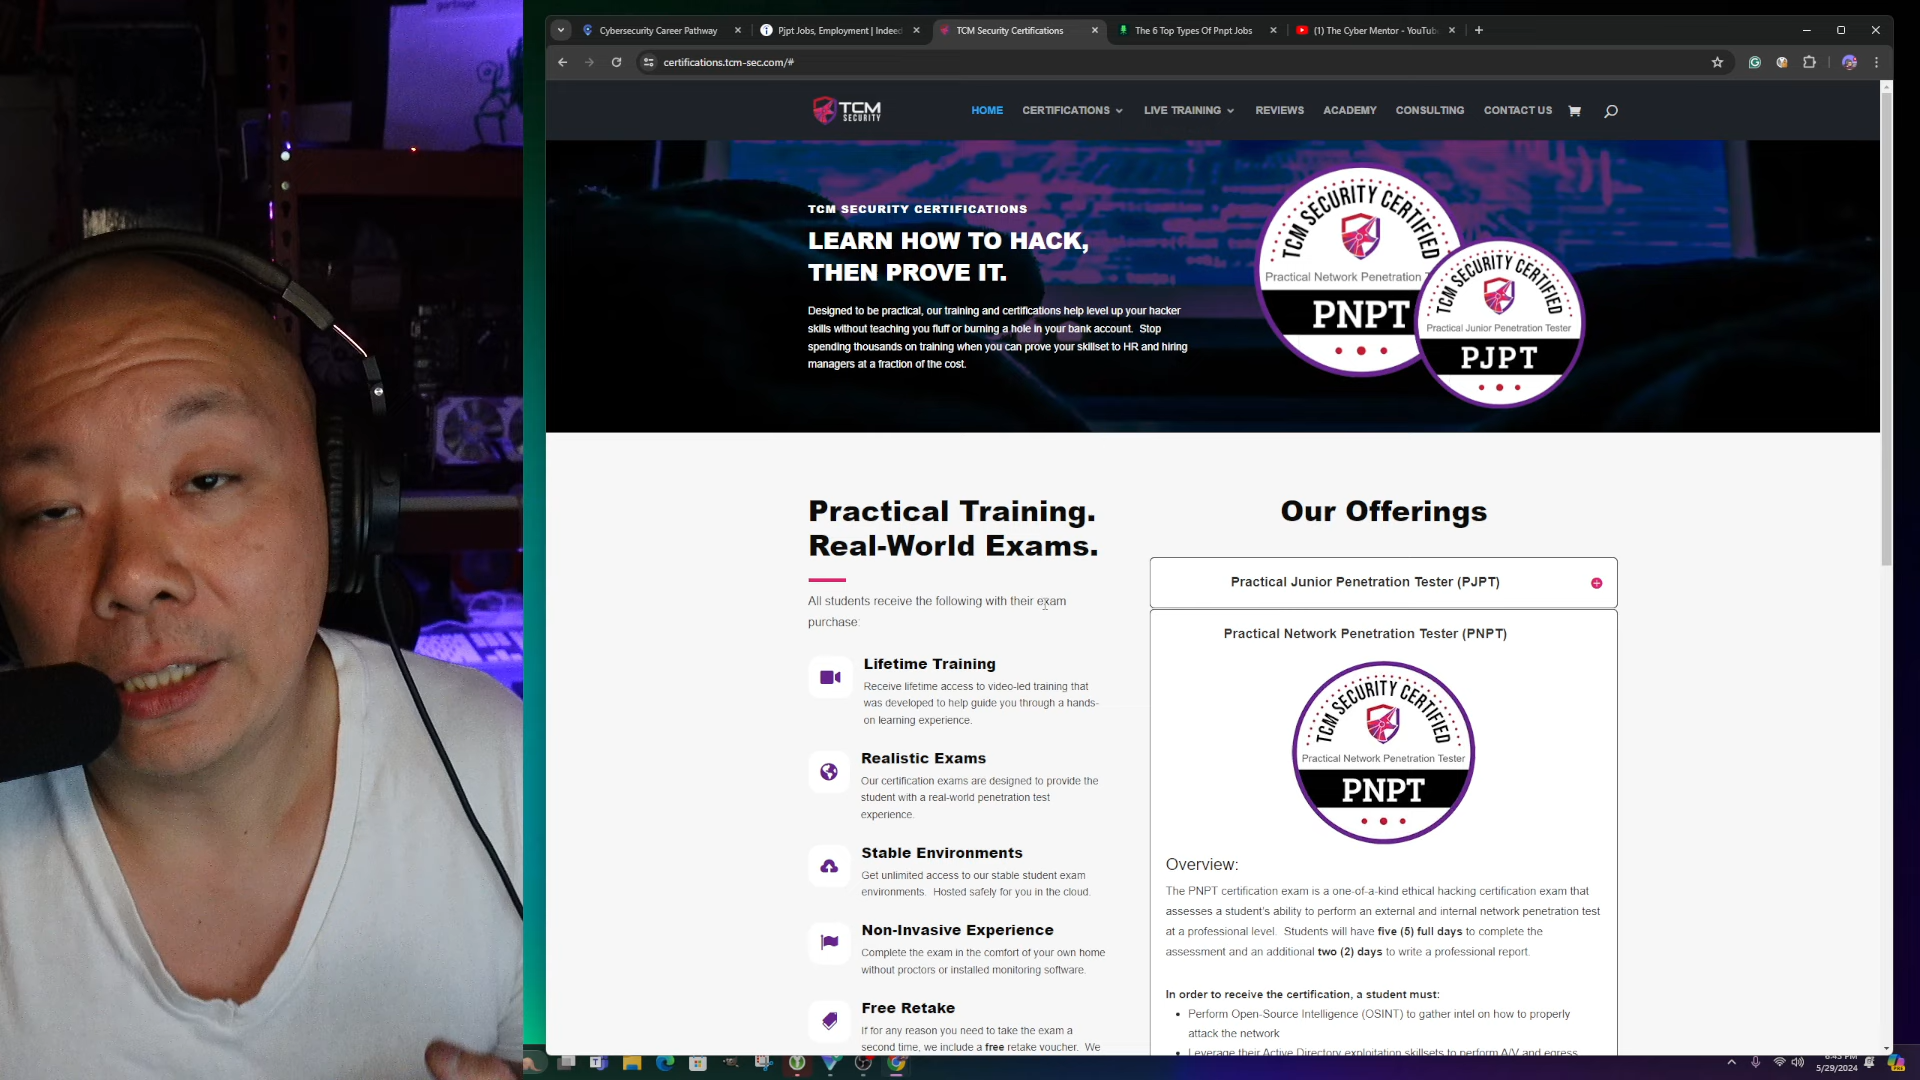 garbage.
Cybersecurity Career Pathway
Pjpt Jobs, Employment | Indeed
TCM Security Certifications
The 6 Top Types Of Pnpt Jobs
(1) The Cyber Mentor - YouTub
certifications.tcm-sec.com/#
TCM
SECURITY
HOME
CERTIFICATIONS
LIVE TRAINING
REVIEWS
ACADEMY
CONSULTING
CONTACT US
TCM SECURITY CERTIFICATIONS
LEARN HOW TO HACK,
THEN PROVE IT.
Designed to be practical, our training and certifications help level up your hacker
skills without teaching you fluff or burning a hole in your bank account. Stop
spending thousands on training when you can prove your skillset to HR and hiring
managers at a fraction of the cost.
TCM SECURITY CERTIFIED
Practical Network Penetration T
PNPT
TCM SECURITY CERTIFIED
Practical Junior Penetration Tester
PJPT
Practical Training.
Real-World Exams.
All students receive the following with their exam
purchase:
Lifetime Training
Receive lifetime access to video-led training that
was developed to help guide you through a hands-
on learning experience.
Realistic Exams
Our certification exams are designed to provide the
student with a real-world penetration test
experience.
Stable Environments
Get unlimited access to our stable student exam
environments. Hosted safely for you in the cloud.
Non-Invasive Experience
Complete the exam in the comfort of your own home
without proctors or installed monitoring software.
Free Retake
If for any reason you need to take the exam a
second time, we include a free retake voucher. We
Our Offerings
Practical Junior Penetration Tester (PJPT)
Practical Network Penetration Tester (PNPT)
TCM SECURITY CERTIFIED
Practical Network Penetration Tester
PNPT
Overview:
The PNPT certification exam is a one-of-a-kind ethical hacking certification exam that
assesses a student's ability to perform an external and internal network penetration test
at a professional level. Students will have five (5) full days to complete the
assessment and an additional two (2) days to write a professional report.
In order to receive the certification, a student must:
• Perform Open-Source Intelligence (OSINT) to gather intel on how to properly
attack the network
• Leverage their Active Directory exploitation skillsets to perform A/V and egress
6:45 PM
5/29/2024